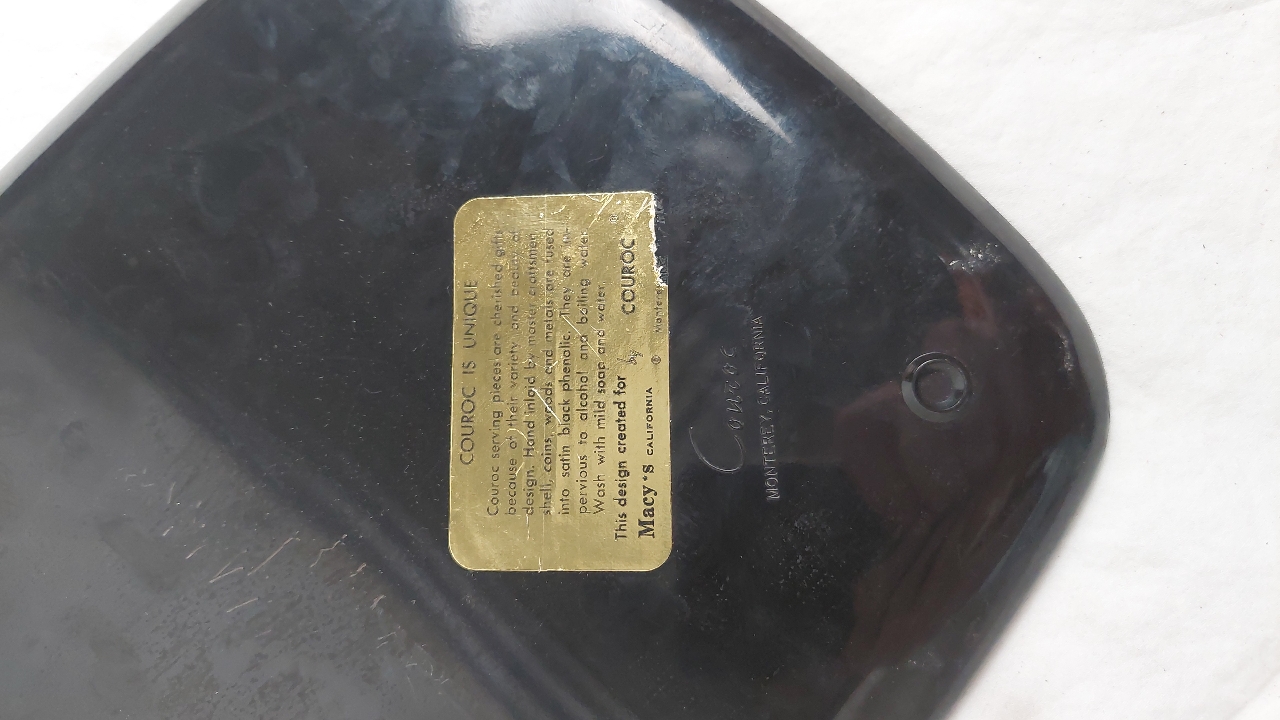 COUROC IS UNIQUE
Couroc serving pieces are cherished gifts
because of their variety and beauty of
design. Hand inlaid by master craftsmen,
shell, coins, woods and metals are fused
into satin black phenolic. They are im-
pervious to alcohol and boiling water.
Wash with mild soap and water.
This design created for by COUROC ®
Macy*s CALIFORNIA ®
Couroc
MONTEREY, CALIFORNIA